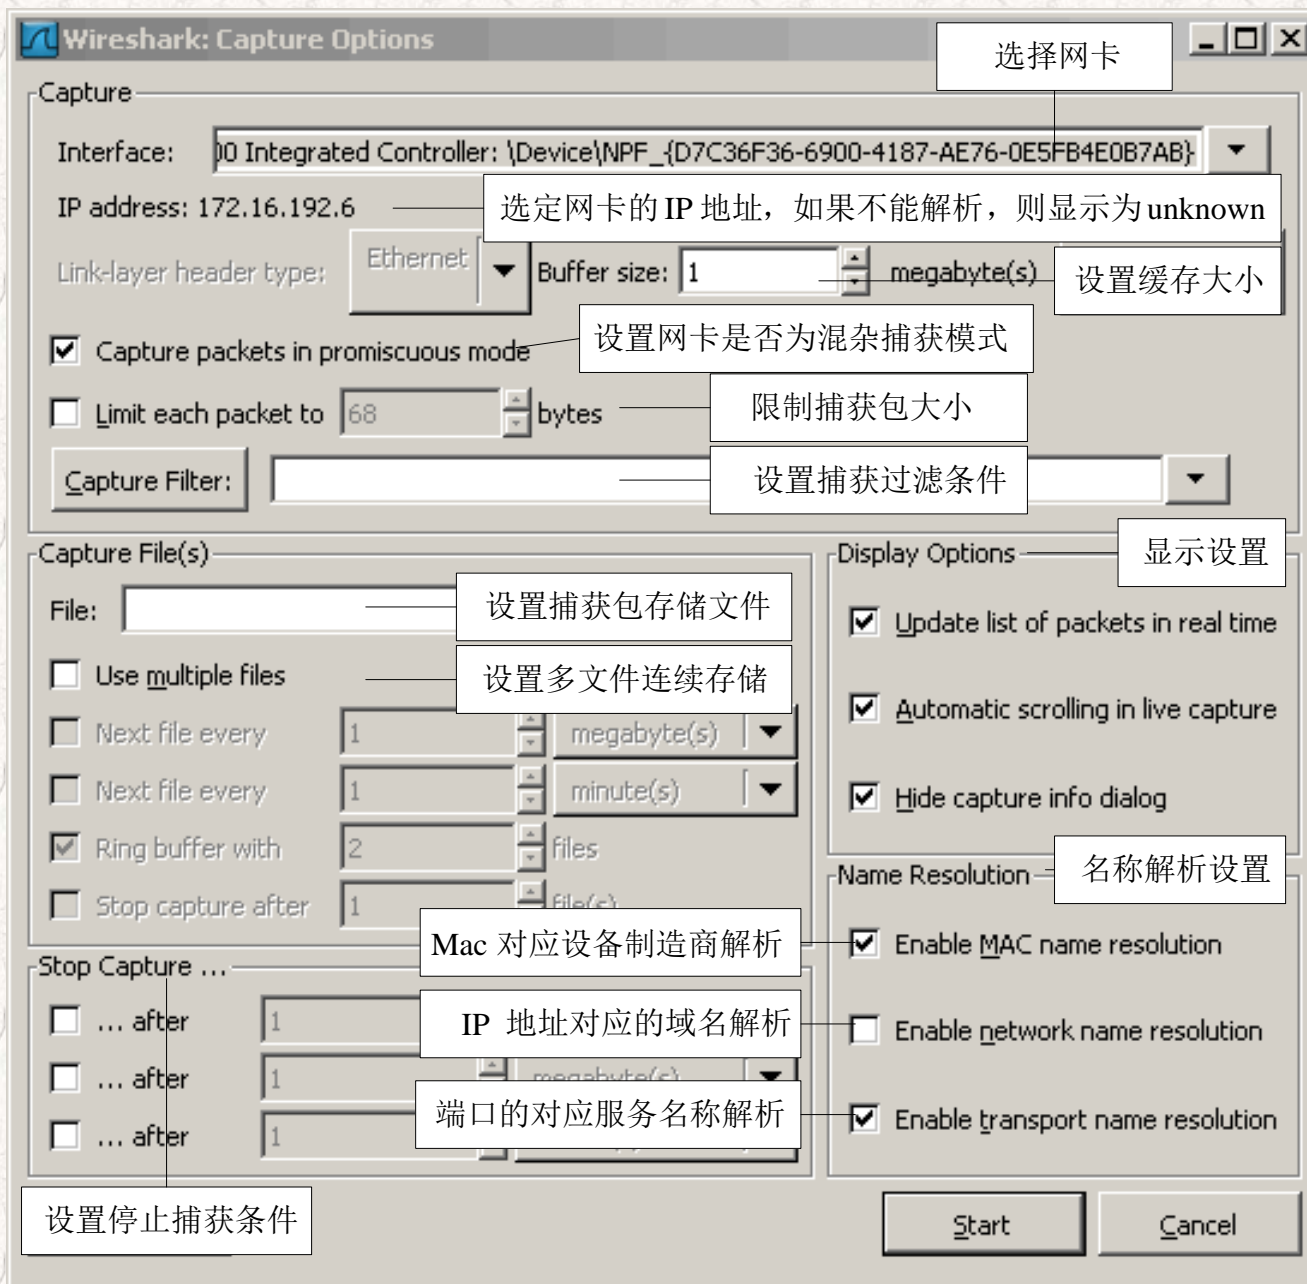 Wireshark: Capture Options
选择网卡
Capture
Interface: 00 Integrated Controller: \Device\NPF_{D7C36F36-6900-4187-AE76-0E5FB4E0B7AB}
IP address: 172.16.192.6
选定网卡的 IP 地址，如果不能解析，则显示为 unknown
Link-layer header type: Ethernet Buffer size: 1 megabyte(s)
设置缓存大小
设置网卡是否为混杂捕获模式
Capture packets in promiscuous mode
Limit each packet to 68 bytes
限制捕获包大小
Capture Filter:
设置捕获过滤条件
Capture File(s)
File:
设置捕获包存储文件
Use multiple files
设置多文件连续存储
Next file every 1 megabyte(s)
Next file every 1 minute(s)
Ring buffer with 2 files
Stop capture after 1 file(s)
Display Options
显示设置
Update list of packets in real time
Automatic scrolling in live capture
Hide capture info dialog
Name Resolution
名称解析设置
Mac 对应设备制造商解析
Enable MAC name resolution
IP 地址对应的域名解析
Enable network name resolution
端口的对应服务名称解析
Enable transport name resolution
Stop Capture ...
... after 1
... after 1 megabyte(s)
... after 1
设置停止捕获条件
Start
Cancel